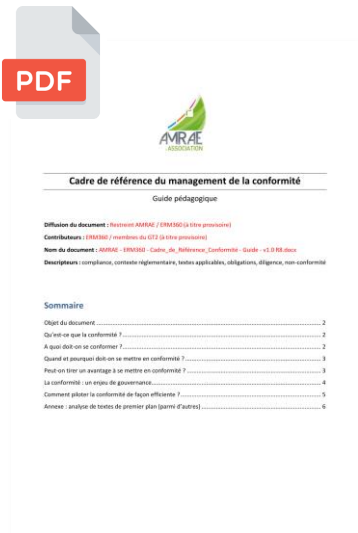 PDF
AMRAE
ASSOCIATION
Cadre de référence du management de la conformité
Guide pédagogique
Diffusion du document : Restreint AMRAE / ERM360 (à titre provisoire)
Contributeurs : ERM360 / membres du GT2 (à titre provisoire)
Nom du document : AMRAE - ERM360 - Cadre_de_Référence_Conformité - Guide - v1.0 R8.docx
Descripteurs : compliance, contexte réglementaire, textes applicables, obligations, diligence, non-conformité
Sommaire
Objet du document ........ 2
Qu'est-ce que la conformité ? ........ 2
A quoi doit-on se conformer ? ........ 2
Quand et pourquoi doit-on se mettre en conformité ? ........ 3
Peut-on tirer un avantage à se mettre en conformité ? ........ 3
La conformité : un enjeu de gouvernance ........ 4
Comment piloter la conformité de façon efficiente ? ........ 5
Annexe : analyse de textes de premier plan (parmi d'autres) ........ 6